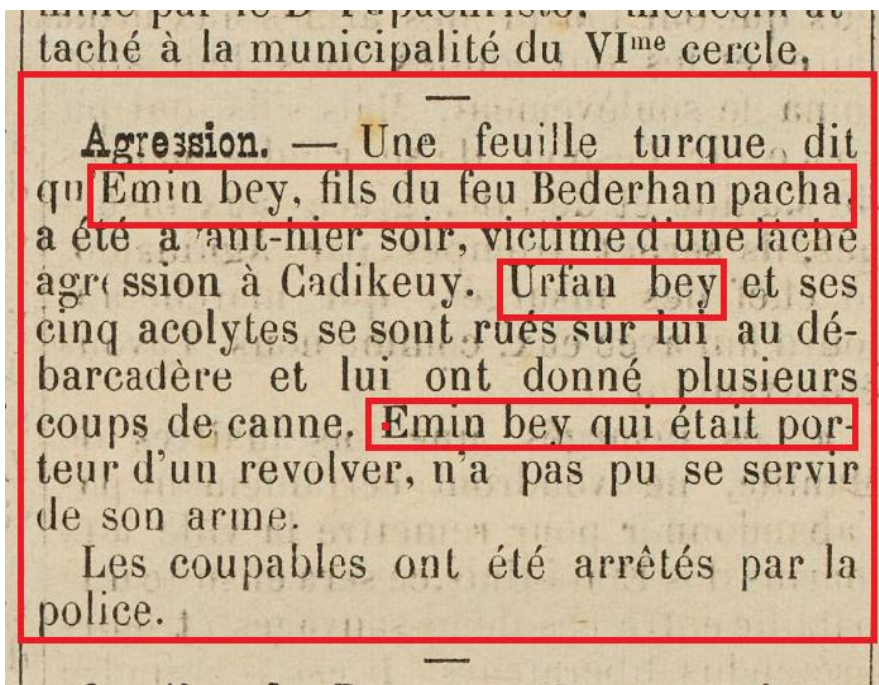 taché à la municipalité du VIme cercle,
—
Agression. — Une feuille turque dit
qu'Emin bey, fils du feu Bederhan pacha,
a été avant-hier soir, victime d'une lâche
agression à Cadikeuy. Urfan bey et ses
cinq acolytes se sont rués sur lui au dé-
barcadère et lui ont donné plusieurs
coups de canne. Emin bey qui était por-
teur d'un revolver, n'a pas pu se servir
de son arme.
Les coupables ont été arrêtés par la
police.
—